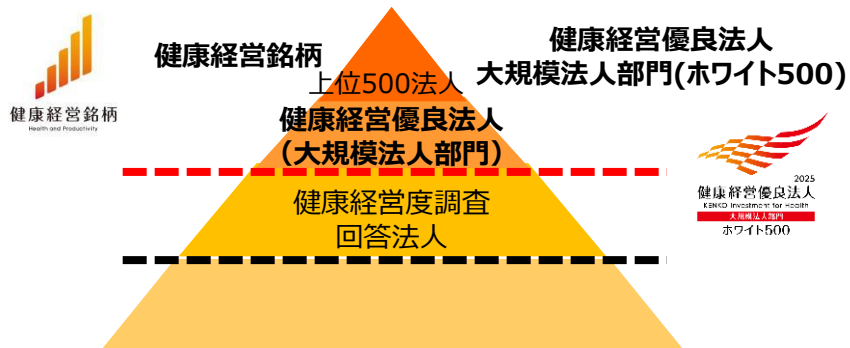 健康経営銘柄
Health and Productivity
健康経営銘柄
上位500法人
健康経営優良法人
大規模法人部門(ホワイト500)
健康経営優良法人
（大規模法人部門）
健康経営度調査
回答法人
2025
健康経営優良法人
KENKO Investment for Health
大規模法人部門
ホワイト500